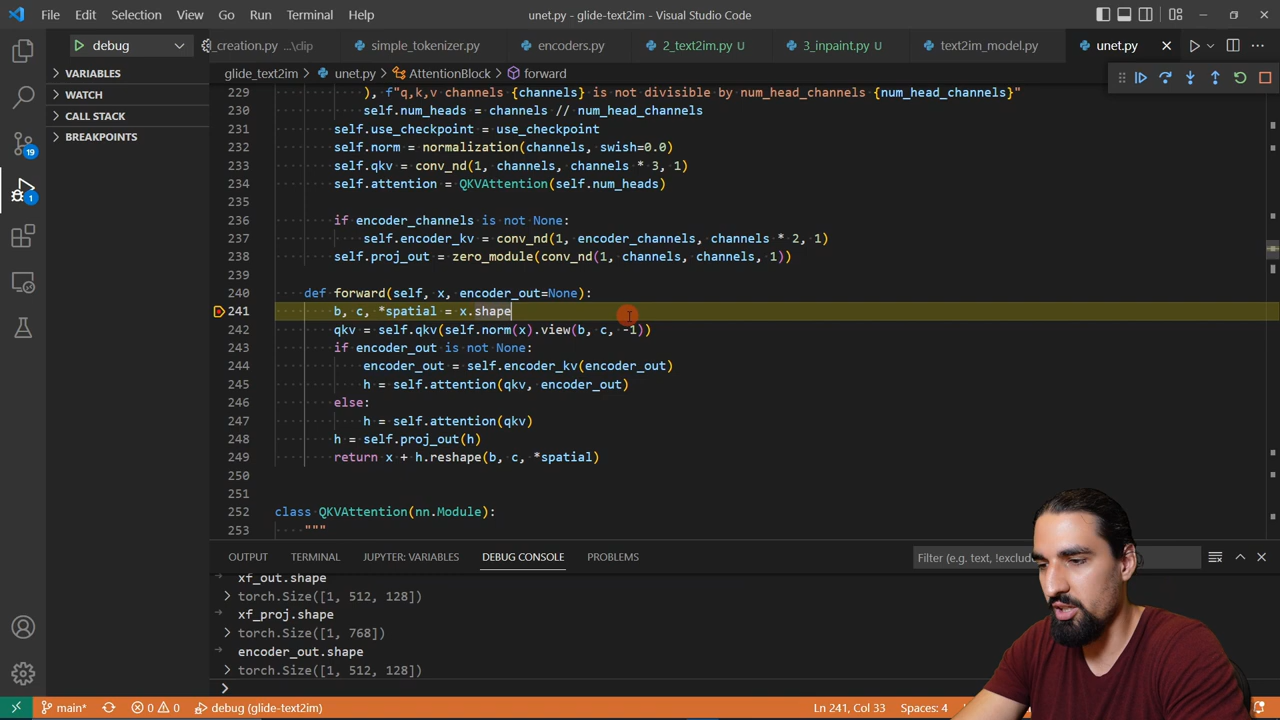 File Edit Selection View Go Run Terminal Help
unet.py - glide-text2im - Visual Studio Code
debug
_creation.py ...\clip
simple_tokenizer.py
encoders.py
2_text2im.py U
3_inpaint.py U
text2im_model.py
unet.py
VARIABLES
WATCH
CALL STACK
BREAKPOINTS
glide_text2im > unet.py > AttentionBlock > forward
229 ), f"q,k,v channels {channels} is not divisible by num_head_channels {num_head_channels}"
230 self.num_heads = channels // num_head_channels
231 self.use_checkpoint = use_checkpoint
232 self.norm = normalization(channels, swish=0.0)
233 self.qkv = conv_nd(1, channels, channels * 3, 1)
234 self.attention = QKVAttention(self.num_heads)
235
236 if encoder_channels is not None:
237 self.encoder_kv = conv_nd(1, encoder_channels, channels * 2, 1)
238 self.proj_out = zero_module(conv_nd(1, channels, channels, 1))
239
240 def forward(self, x, encoder_out=None):
241 b, c, *spatial = x.shape
242 qkv = self.qkv(self.norm(x).view(b, c, -1))
243 if encoder_out is not None:
244 encoder_out = self.encoder_kv(encoder_out)
245 h = self.attention(qkv, encoder_out)
246 else:
247 h = self.attention(qkv)
248 h = self.proj_out(h)
249 return x + h.reshape(b, c, *spatial)
250
251
252 class QKVAttention(nn.Module):
253 """
19
1
OUTPUT TERMINAL JUPYTER: VARIABLES DEBUG CONSOLE PROBLEMS
Filter (e.g. text, !exclude
xf_out.shape
torch.Size([1, 512, 128])
xf_proj.shape
torch.Size([1, 768])
encoder_out.shape
torch.Size([1, 512, 128])
main* 0 0 debug (glide-text2im)
Ln 241, Col 33 Spaces: 4